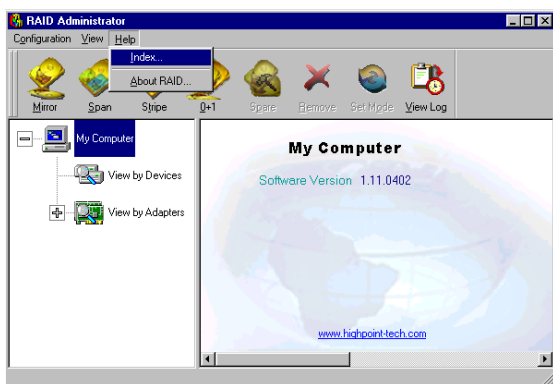 RAID Administrator
Configuration View Help
Index...
About RAID...
Mirror Span Stripe 0+1 Spare Remove Set Mode View Log
My Computer
View by Devices
View by Adapters
My Computer
Software Version 1.11.0402
www.highpoint-tech.com